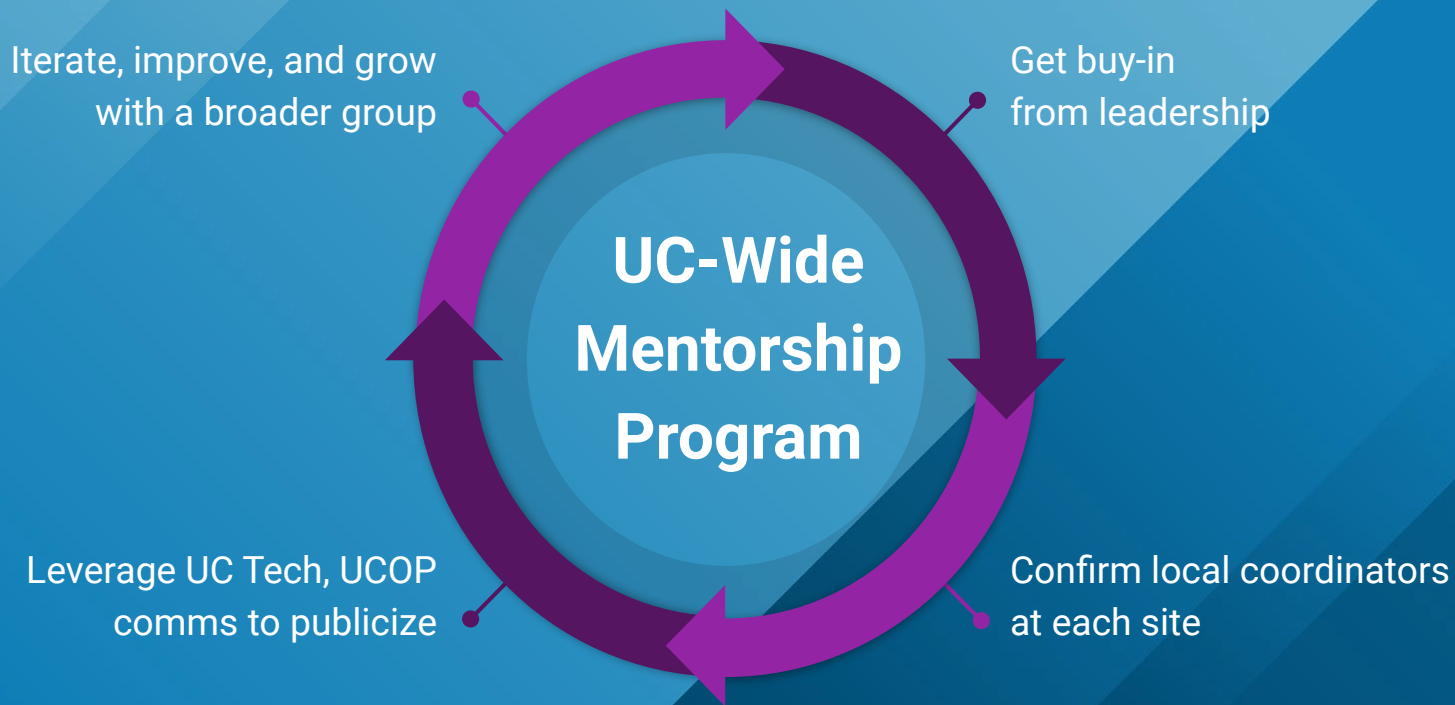 Iterate, improve, and grow
with a broader group
Get buy-in
from leadership
UC-Wide
Mentorship
Program
Leverage UC Tech, UCOP
comms to publicize
Confirm local coordinators
at each site